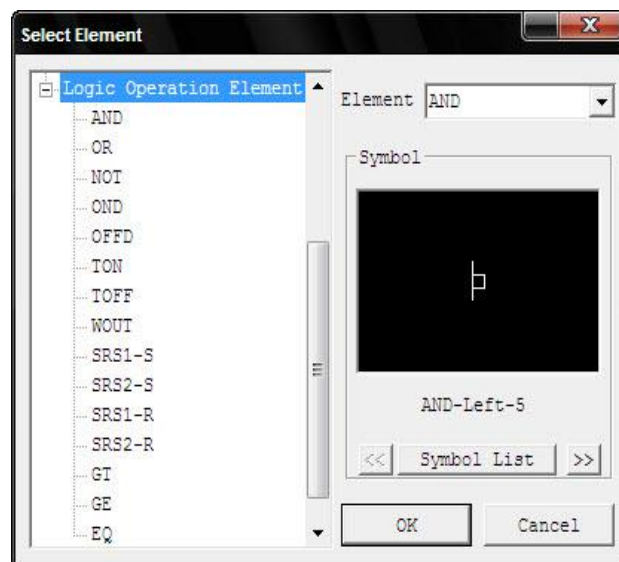 Select Element
Logic Operation Element
AND
OR
NOT
OND
OFFD
TON
TOFF
WOUT
SRS1-S
SRS2-S
SRS1-R
SRS2-R
GT
GE
EQ
Element AND
Symbol
AND-Left-5
<< Symbol List >>
OK Cancel